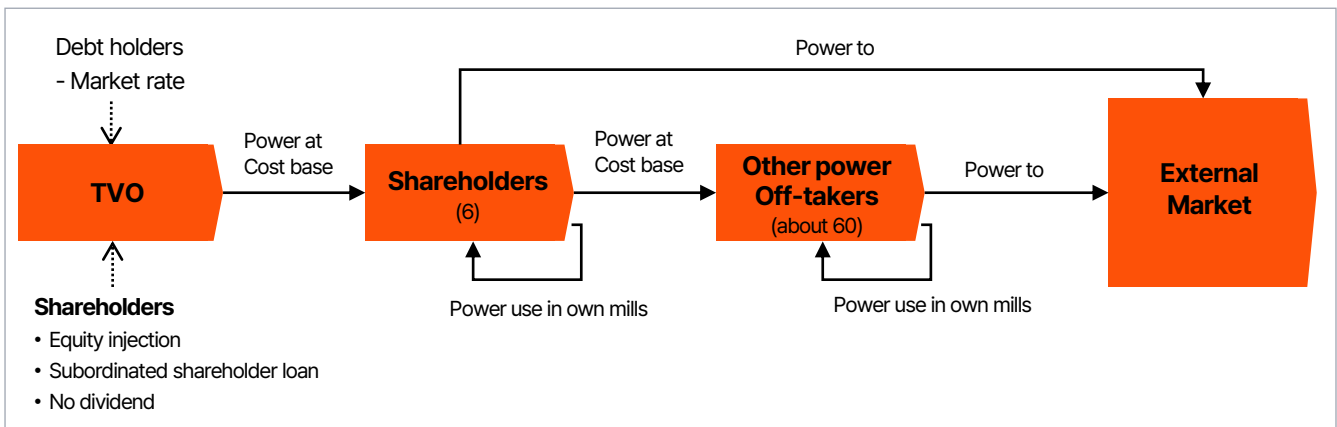 Debt holders
- Market rate
Power to
Power at
Cost base
Power at
Cost base
TVO
Shareholders
(6)
Other power
Off-takers
(about 60)
Power to
External
Market
Shareholders
• Equity injection
• Subordinated shareholder loan
• No dividend
Power use in own mills
Power use in own mills